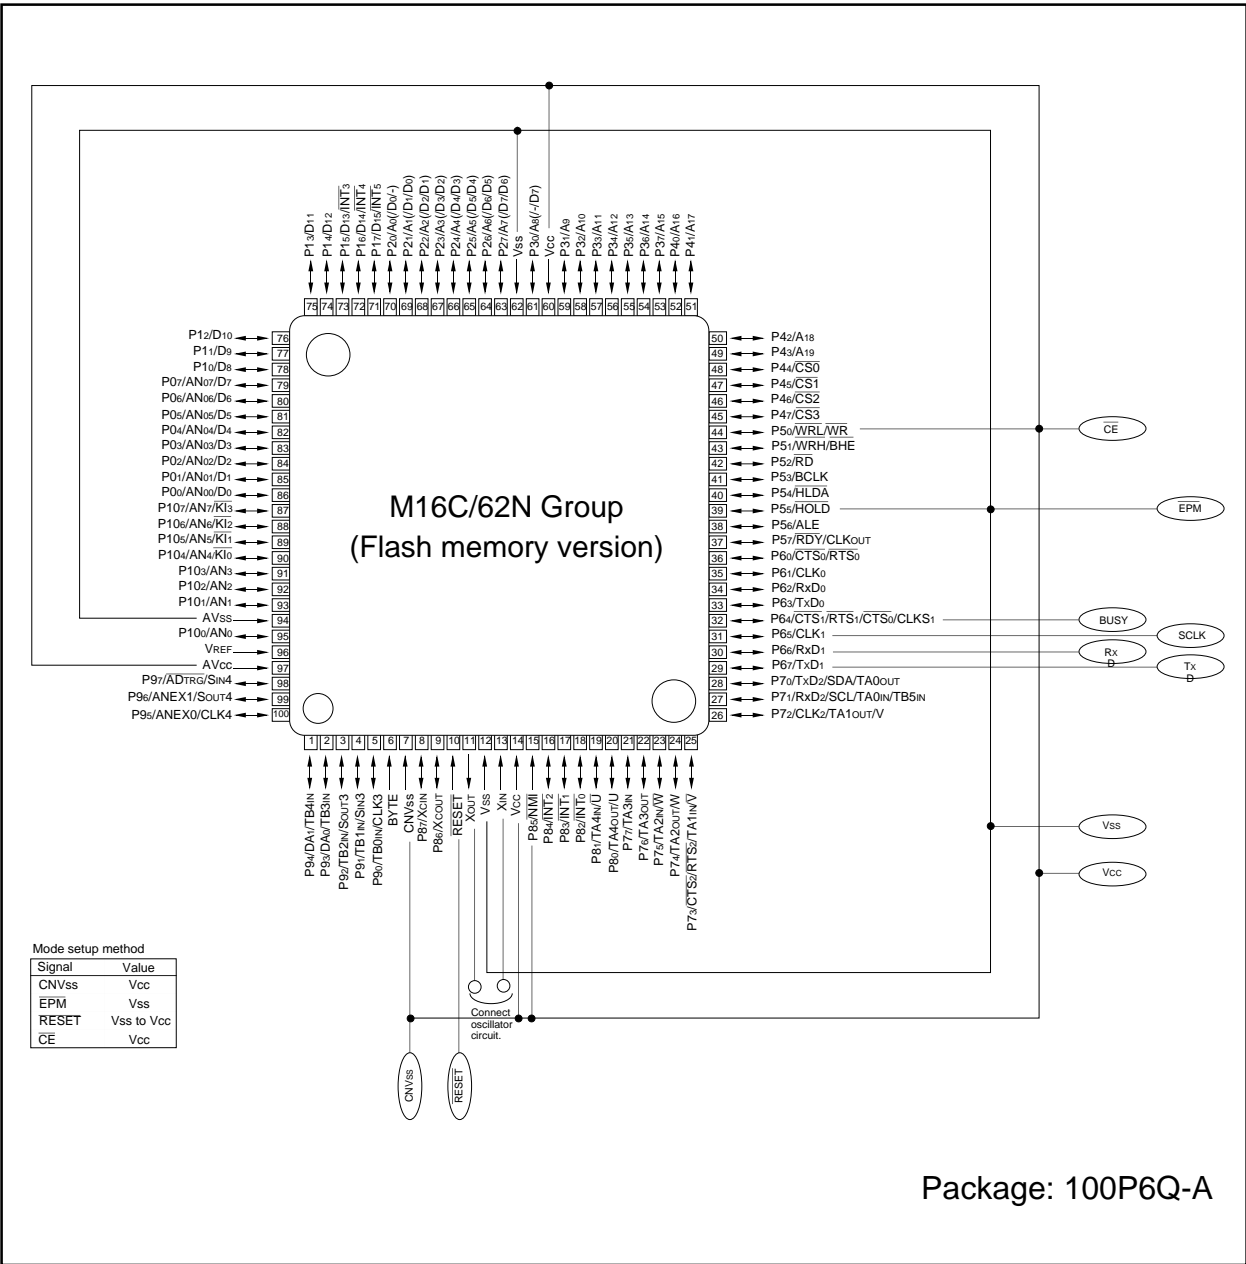 P13/D11
P14/D12
P15/D13/INT3
P16/D14/INT4
P17/D15/INT5
P20/A0(/D0/-)
P21/A1(/D1/D0)
P22/A2(/D2/D1)
P23/A3(/D3/D2)
P24/A4(/D4/D3)
P25/A5(/D5/D4)
P26/A6(/D6/D5)
P27/A7(/D7/D6)
Vss
P30/A8(/-/D7)
Vcc
P31/A9
P32/A10
P33/A11
P34/A12
P35/A13
P36/A14
P37/A15
P40/A16
P41/A17
75 74 73 72 71 70 69 68 67 66 65 64 63 62 61 60 59 58 57 56 55 54 53 52 51
P12/D10 76
P11/D9 77
P10/D8 78
P07/AN07/D7 79
P06/AN06/D6 80
P05/AN05/D5 81
P04/AN04/D4 82
P03/AN03/D3 83
P02/AN02/D2 84
P01/AN01/D1 85
P00/AN00/D0 86
P107/AN7/KI3 87
P106/AN6/KI2 88
P105/AN5/KI1 89
P104/AN4/KI0 90
P103/AN3 91
P102/AN2 92
P101/AN1 93
AVSS 94
P100/AN0 95
VREF 96
AVcc 97
P97/ADTRG/SIN4 98
P96/ANEX1/SOUT4 99
P95/ANEX0/CLK4 100
M16C/62N Group
(Flash memory version)
50 P42/A18
49 P43/A19
48 P44/CS0
47 P45/CS1
46 P46/CS2
45 P47/CS3
44 P50/WRL/WR
43 P51/WRH/BHE
42 P52/RD
41 P53/BCLK
40 P54/HLDA
39 P55/HOLD
38 P56/ALE
37 P57/RDY/CLKOUT
36 P60/CTS0/RTS0
35 P61/CLK0
34 P62/RxD0
33 P63/TxD0
32 P64/CTS1/RTS1/CTS0/CLKS1
31 P65/CLK1
30 P66/RxD1
29 P67/TxD1
28 P70/TxD2/SDA/TA0OUT
27 P71/RxD2/SCL/TA0IN/TB5IN
26 P72/CLK2/TA1OUT/V
CE
EPM
BUSY
SCLK
Rx
D
Tx
D
Vss
Vcc
1 2 3 4 5 6 7 8 9 10 11 12 13 14 15 16 17 18 19 20 21 22 23 24 25
P94/DA1/TB4IN
P93/DA0/TB3IN
P92/TB2IN/SOUT3
P91/TB1IN/SIN3
P90/TB0IN/CLK3
BYTE
CNVss
P87/XCIN
P86/XCOUT
RESET
XOUT
Vss
XIN
Vcc
P85/NMI
P84/INT2
P83/INT1
P82/INT0
P81/TA4IN/U
P80/TA4OUT/U
P77/TA3IN
P76/TA3OUT
P75/TA2IN/W
P74/TA2OUT/W
P73/CTS2/RTS2/TA1IN/V
Connect
oscillator
circuit.
CNVss
RESET
Mode setup method
Signal Value
CNVss Vcc
EPM Vss
RESET Vss to Vcc
CE Vcc
Package: 100P6Q-A